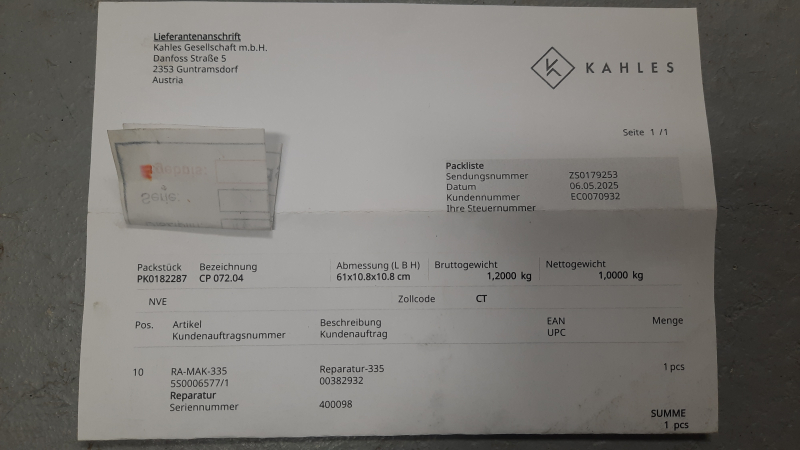 Lieferantenanschrift
Kahles Gesellschaft m.b.H.
Danfoss Straße 5
2353 Guntramsdorf
Austria
KAHLES
Seite 1 /1
Packliste
Sendungsnummer ZS0179253
Datum 06.05.2025
Kundennummer EC0070932
Ihre Steuernummer
Packstück Bezeichnung Abmessung (L B H) Bruttogewicht Nettogewicht
PK0182287 CP 072.04 61x10.8x10.8 cm 1,2000 kg 1,0000 kg
NVE Zollcode CT
Pos. Artikel Beschreibung EAN Menge
Kundenauftragsnummer Kundenauftrag UPC
10 RA-MAK-335 Reparatur-335 1 pcs
5S0006577/1 00382932
Reparatur
Seriennummer 400098
SUMME
1 pcs